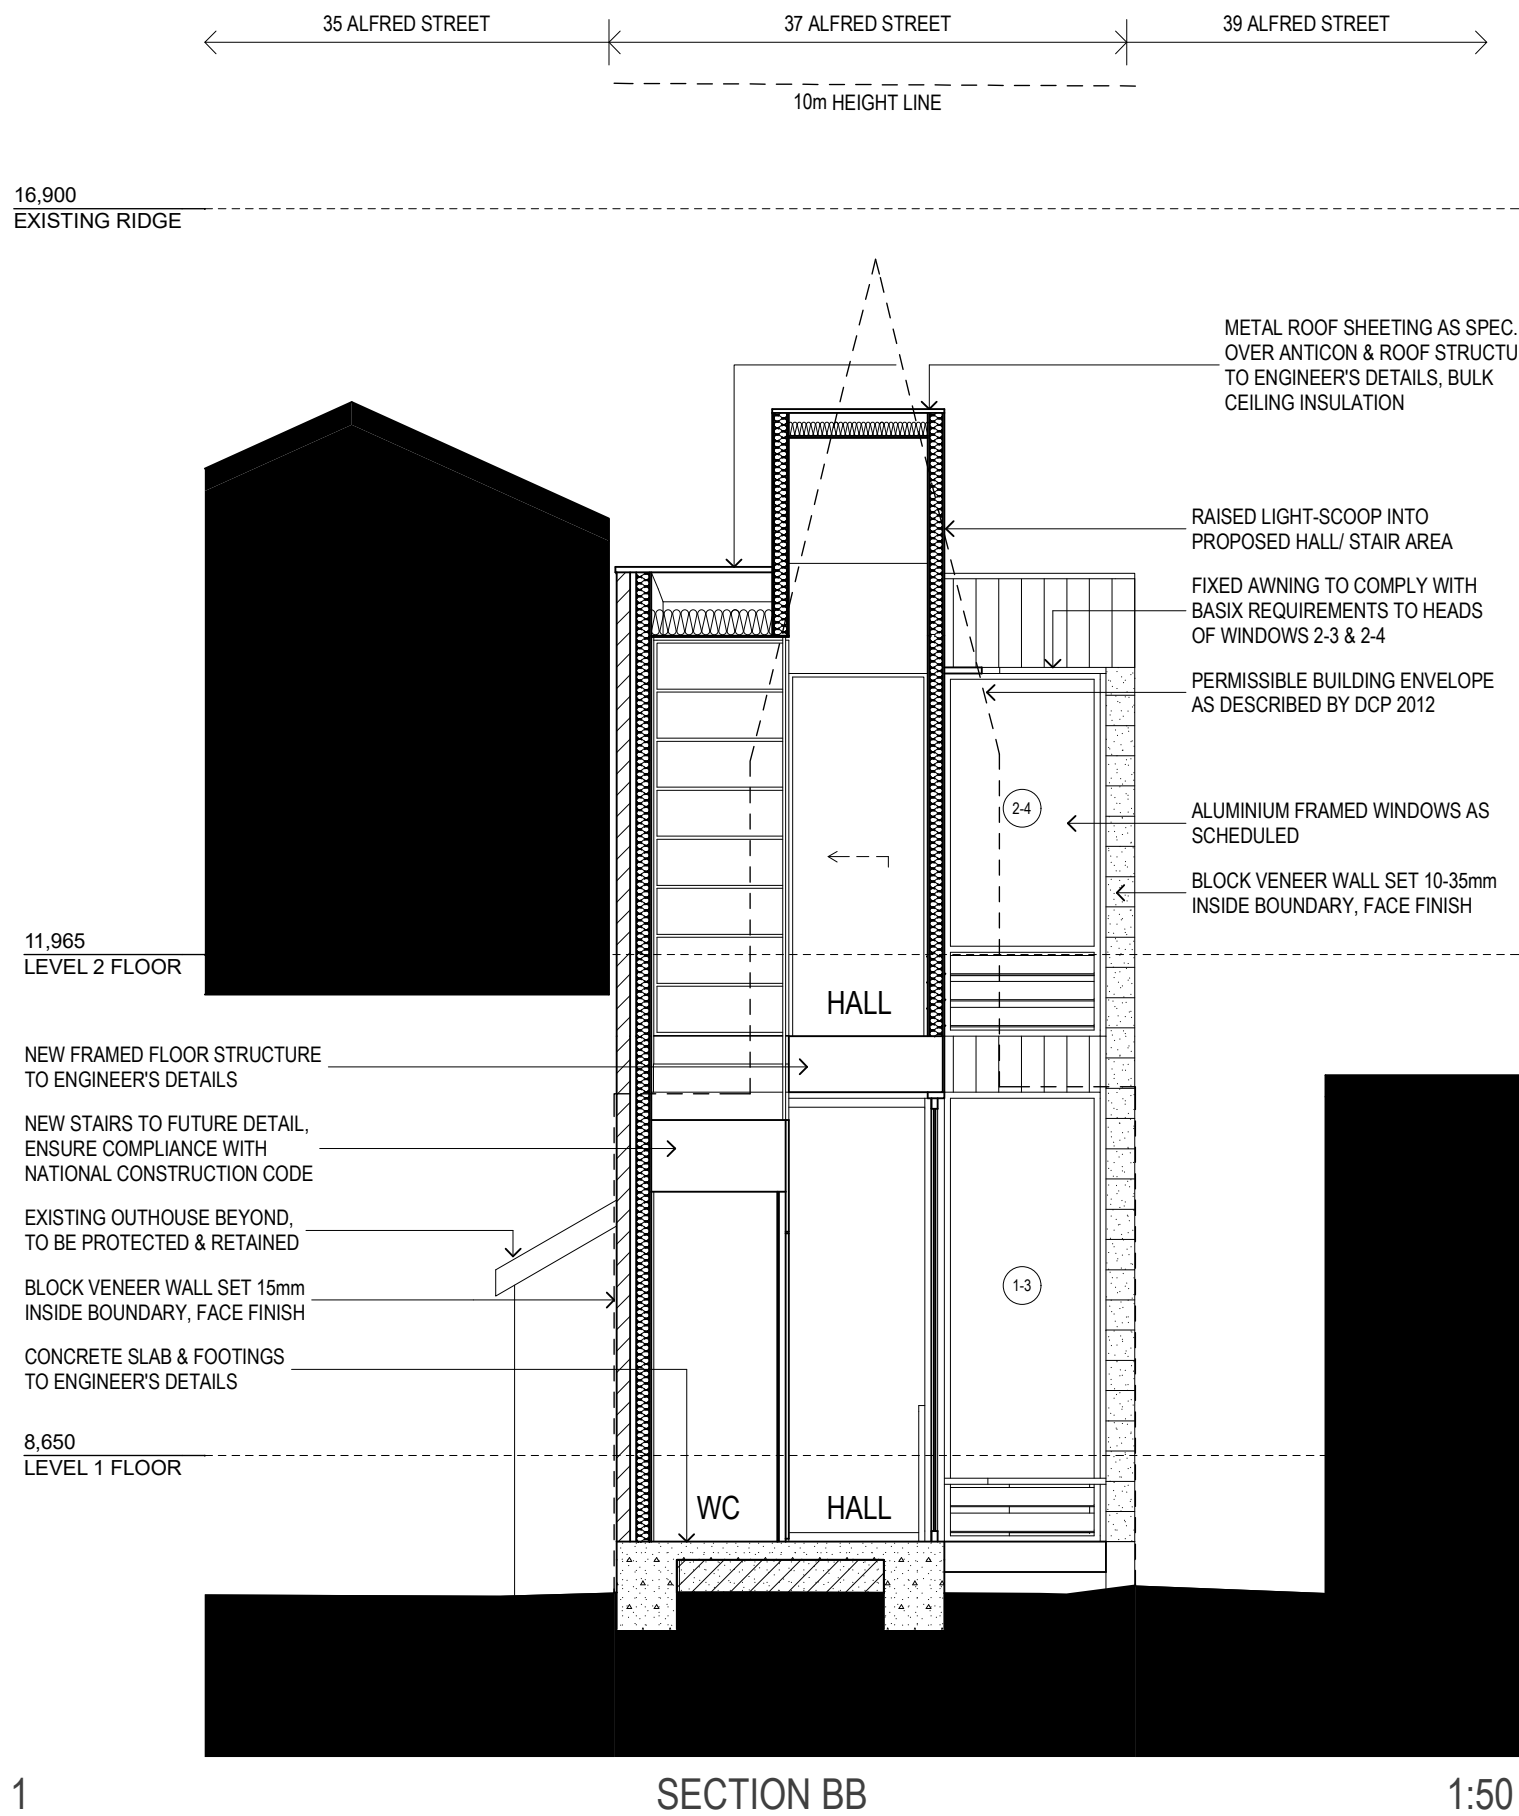 35 ALFRED STREET
37 ALFRED STREET
39 ALFRED STREET
10m HEIGHT LINE
16,900
EXISTING RIDGE
METAL ROOF SHEETING AS SPEC.
OVER ANTICON & ROOF STRUCTU
TO ENGINEER'S DETAILS, BULK
CEILING INSULATION
RAISED LIGHT-SCOOP INTO
PROPOSED HALL/ STAIR AREA
FIXED AWNING TO COMPLY WITH
BASIX REQUIREMENTS TO HEADS
OF WINDOWS 2-3 & 2-4
PERMISSIBLE BUILDING ENVELOPE
AS DESCRIBED BY DCP 2012
2-4
ALUMINIUM FRAMED WINDOWS AS
SCHEDULED
BLOCK VENEER WALL SET 10-35mm
INSIDE BOUNDARY, FACE FINISH
11,965
LEVEL 2 FLOOR
HALL
NEW FRAMED FLOOR STRUCTURE
TO ENGINEER'S DETAILS
NEW STAIRS TO FUTURE DETAIL,
ENSURE COMPLIANCE WITH
NATIONAL CONSTRUCTION CODE
EXISTING OUTHOUSE BEYOND,
TO BE PROTECTED & RETAINED
BLOCK VENEER WALL SET 15mm
INSIDE BOUNDARY, FACE FINISH
1-3
CONCRETE SLAB & FOOTINGS
TO ENGINEER'S DETAILS
8,650
LEVEL 1 FLOOR
WC
HALL
1
SECTION BB
1:50